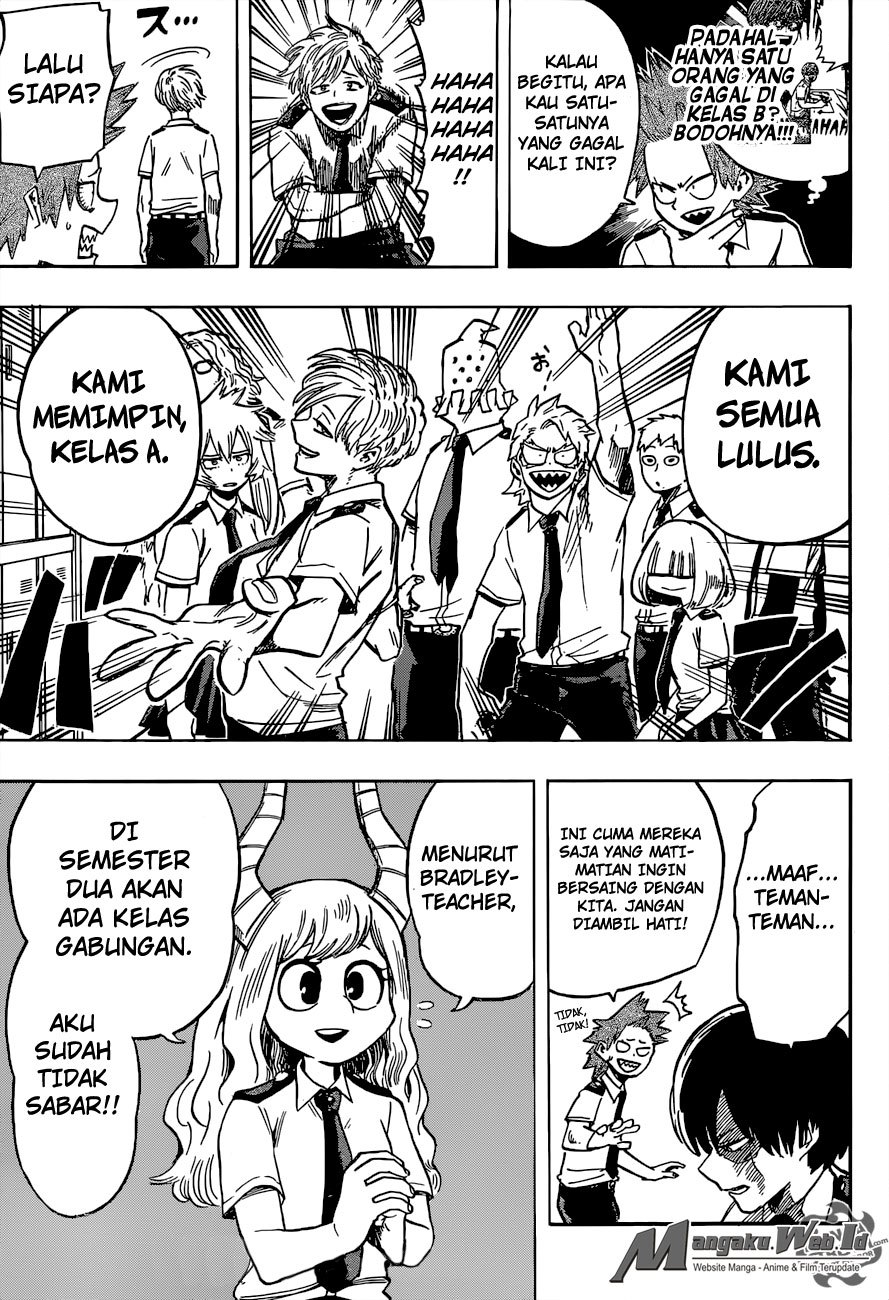 PADAHAL
HANYA SATU
ORANG YANG
GAGAL DI
KELAS B?
BODOHNYA!!!
KALAU
BEGITU, APA
KAU SATU-
SATUNYA
YANG GAGAL
KALI INI?
HAHA
HAHA
HAHA
HAHA
!!
ス…
LALU
SIAPA?
KAMI
SEMUA
LULUS.
お
KAMI
MEMIMPIN,
KELAS A.
...MAAF...
TEMAN-
TEMAN...
INI CUMA MEREKA
SAJA YANG MATI-
MATIAN INGIN
BERSAING DENGAN
KITA. JANGAN
DIAMBIL HATI!
TIDAK,
TIDAK!
MENURUT
BRADLEY-
TEACHER,
DI
SEMESTER
DUA AKAN
ADA KELAS
GABUNGAN.
AKU
SUDAH
TIDAK
SABAR!!
Mangaku.Web.Id
Website Manga - Anime & Film Terupdate